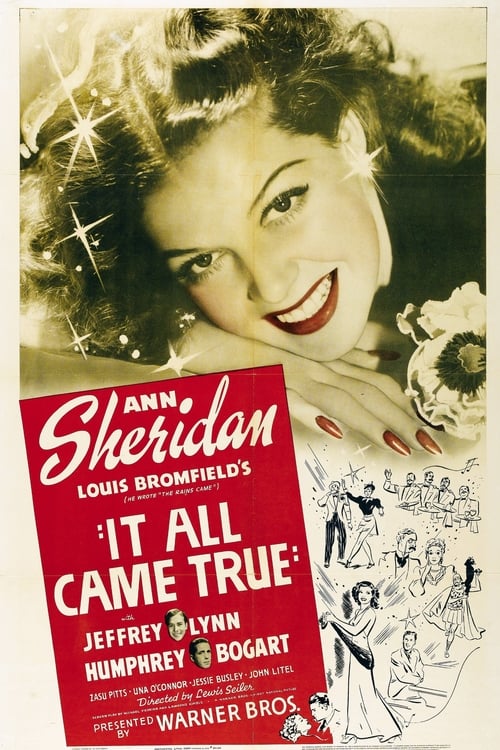 ANN
Sheridan
LOUIS BROMFIELD'S
(HE WROTE "THE RAINS CAME")
:IT ALL
CAME TRUE:
with
JEFFREY LYNN
HUMPHREY BOGART
ZASU PITTS · UNA O'CONNOR · JESSIE BUSLEY · JOHN LITEL
Directed by Lewis Seiler
PRESENTED BY WARNER BROS.